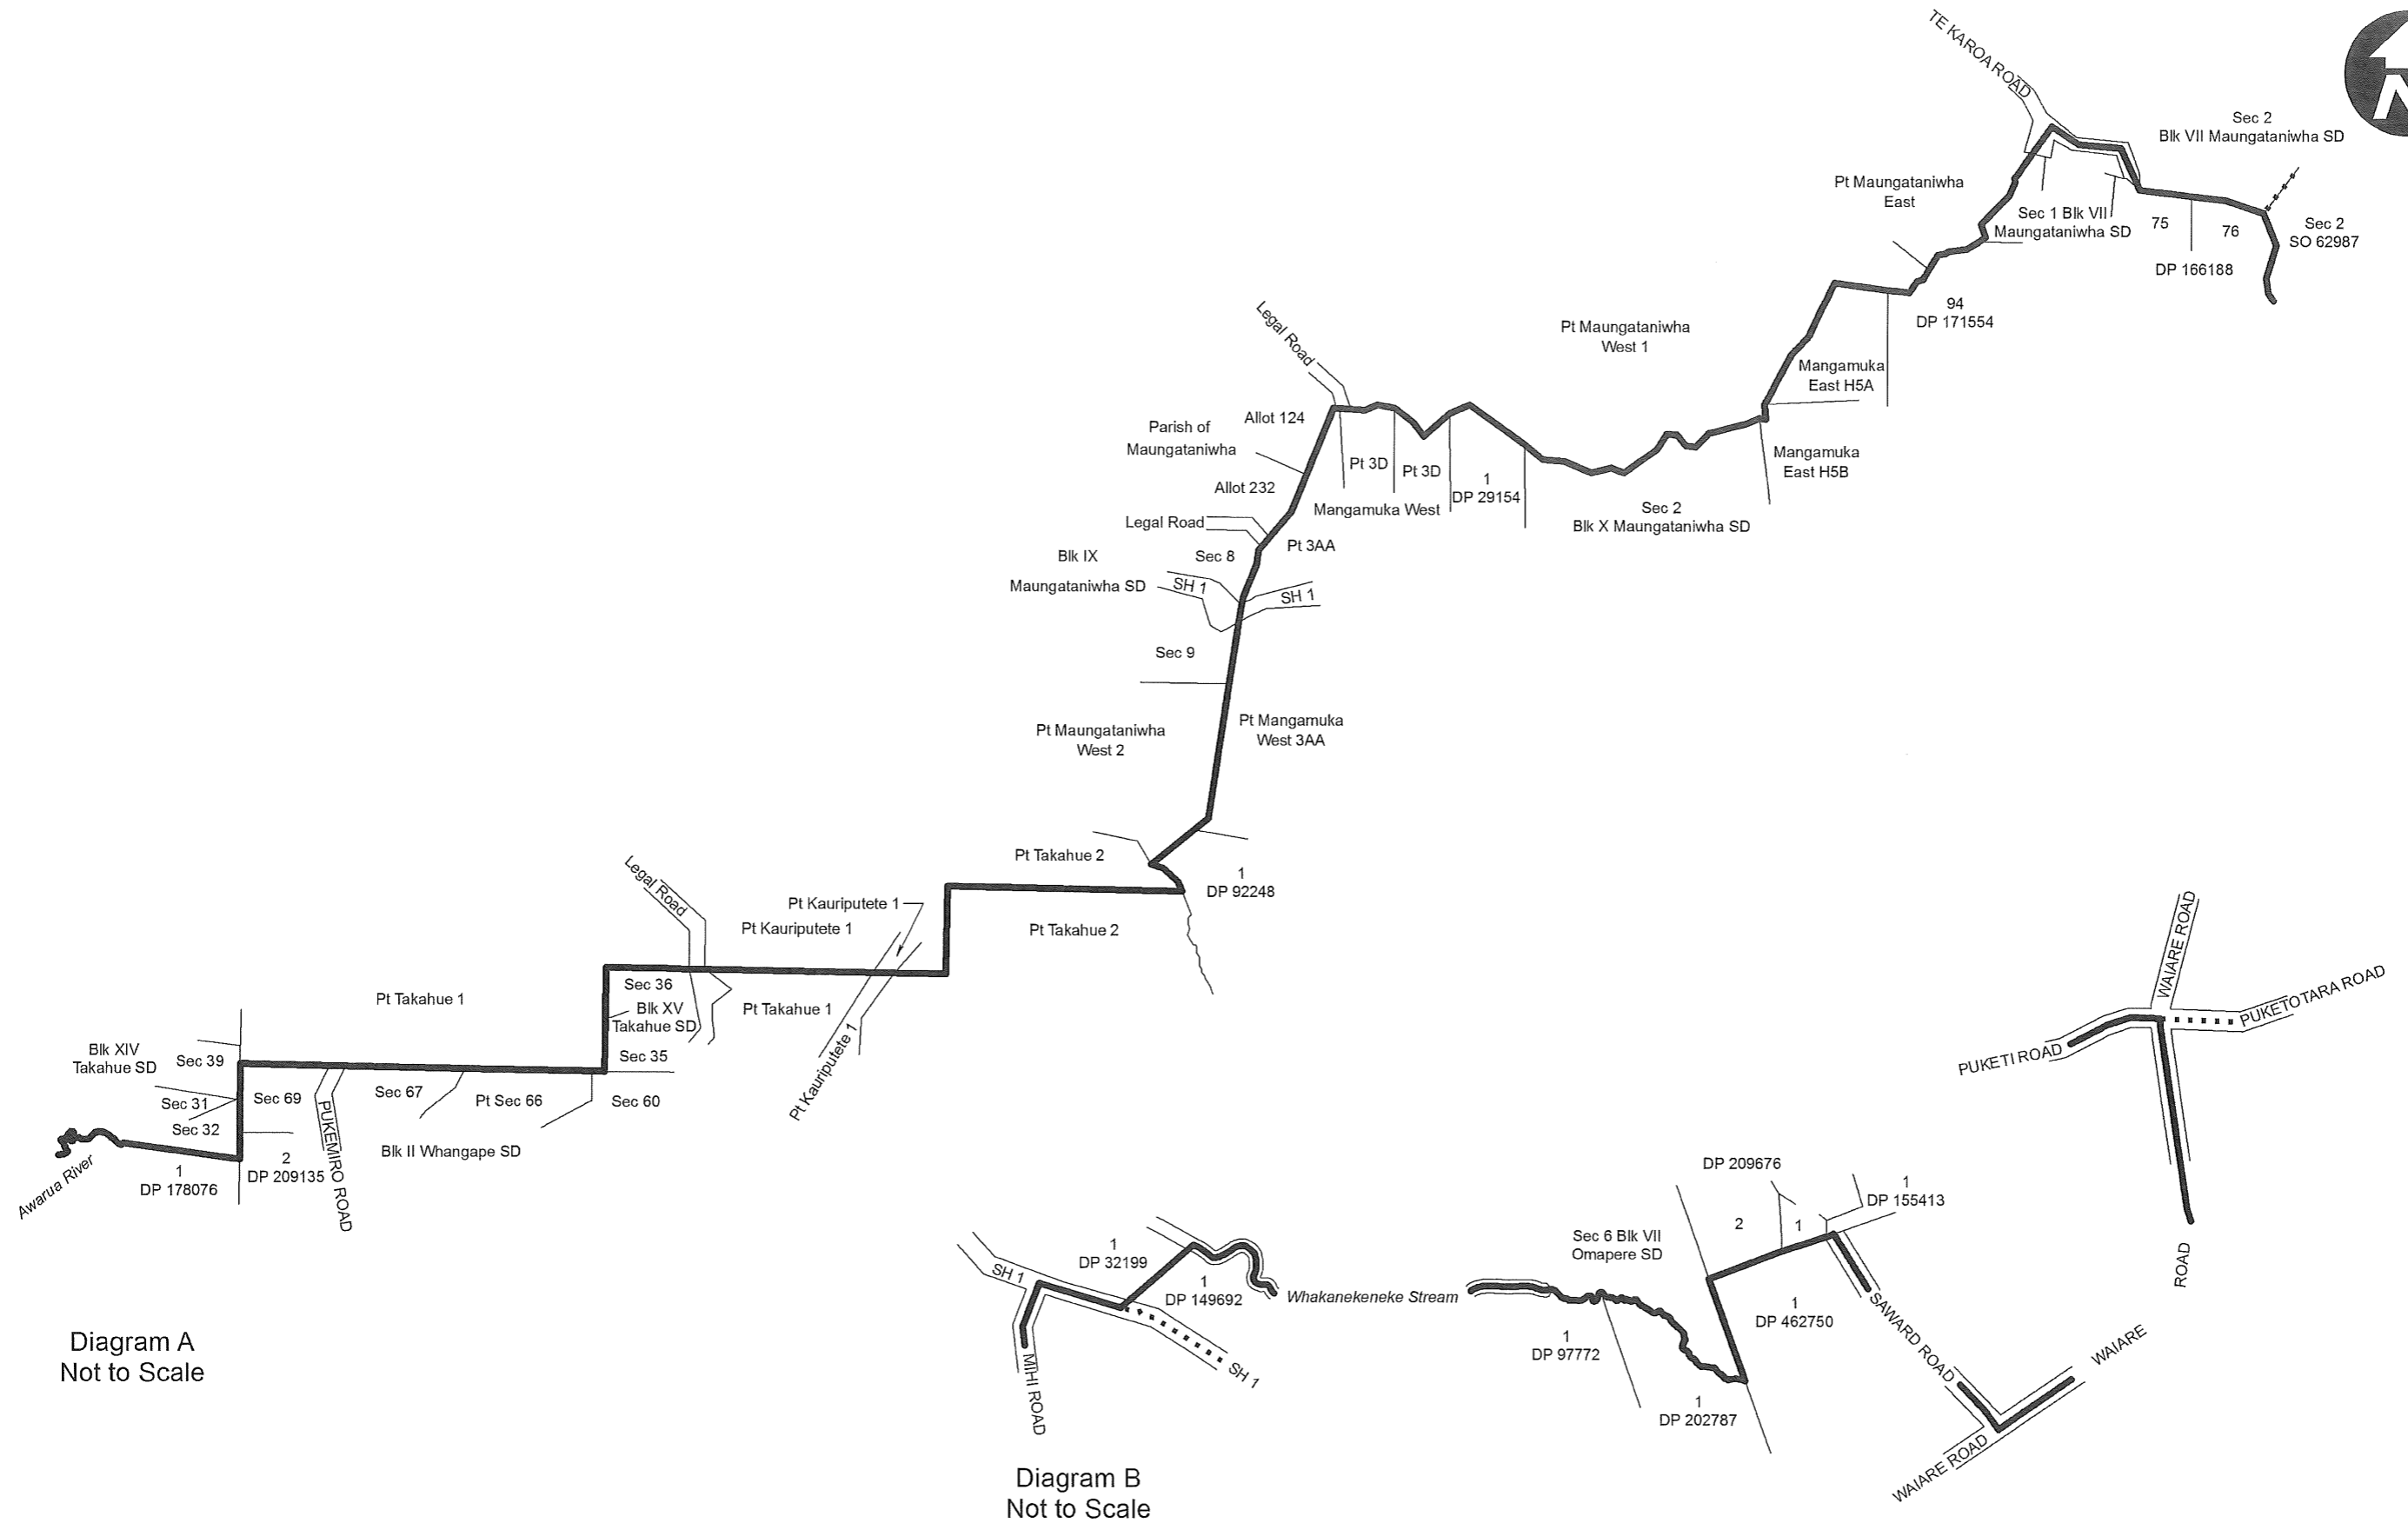 TE KAROA ROAD
N
Sec 2
Blk VII Maungataniwha SD
Pt Maungataniwha
East
Sec 1 Blk VII
Maungataniwha SD
75
76
Sec 2
SO 62987
DP 166188
94
DP 171554
Legal Road
Pt Maungataniwha
West 1
Mangamuka
East H5A
Allot 124
Parish of
Maungataniwha
Pt 3D
Pt 3D
1
DP 29154
Mangamuka
East H5B
Allot 232
Mangamuka West
Sec 2
Blk X Maungataniwha SD
Legal Road
Pt 3AA
Blk IX
Maungataniwha SD
Sec 8
SH 1
SH 1
Sec 9
Pt Maungataniwha
West 2
Pt Mangamuka
West 3AA
Pt Takahue 2
1
DP 92248
Legal Road
Pt Kauriputete 1
Pt Kauriputete 1
Pt Takahue 2
Pt Takahue 1
Sec 36
Blk XV
Takahue SD
Pt Takahue 1
Pt Kauriputete 1
Sec 35
Blk XIV
Takahue SD
Sec 39
Sec 31
Sec 32
Sec 69
PUKEMIRO ROAD
Sec 67
Pt Sec 66
Sec 60
Blk II Whangape SD
Awarua River
1
DP 178076
2
DP 209135
Diagram A
Not to Scale
SH 1
1
DP 32199
1
DP 149692
MIHI ROAD
SH 1
Whakanekeneke Stream
Diagram B
Not to Scale
Sec 6 Blk VII
Omapere SD
DP 209676
2
1
1
DP 155413
1
DP 97772
1
DP 202787
1
DP 462750
SAWARD ROAD
WAIARE ROAD
WAIARE
WAIARE ROAD
PUKETOTARA ROAD
PUKETI ROAD
ROAD